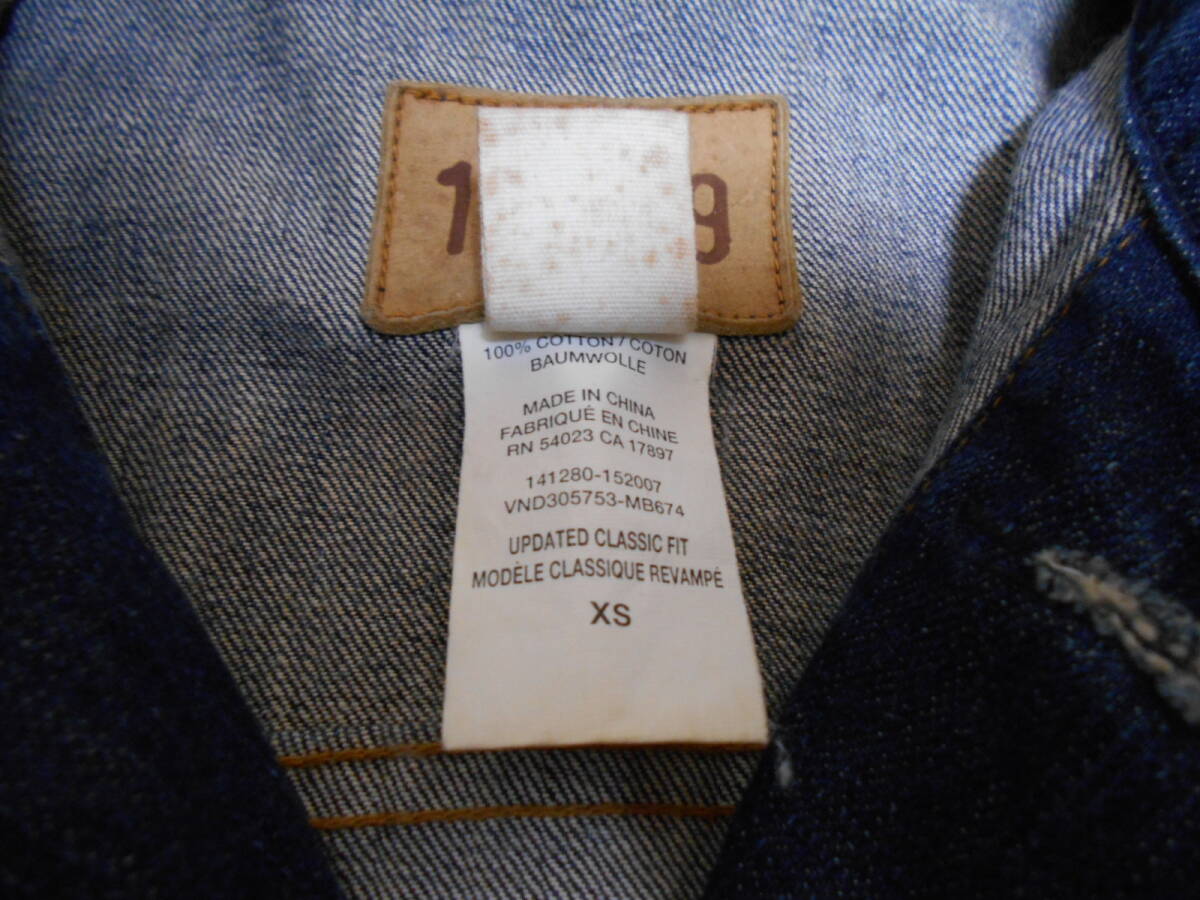 1 9
100% COTTON / COTON
BAUMWOLLE
MADE IN CHINA
FABRIQUÉ EN CHINE
RN 54023 CA 17897
141280-152007
VND305753-MB674
UPDATED CLASSIC FIT
MODÈLE CLASSIQUE REVAMPÉ
XS